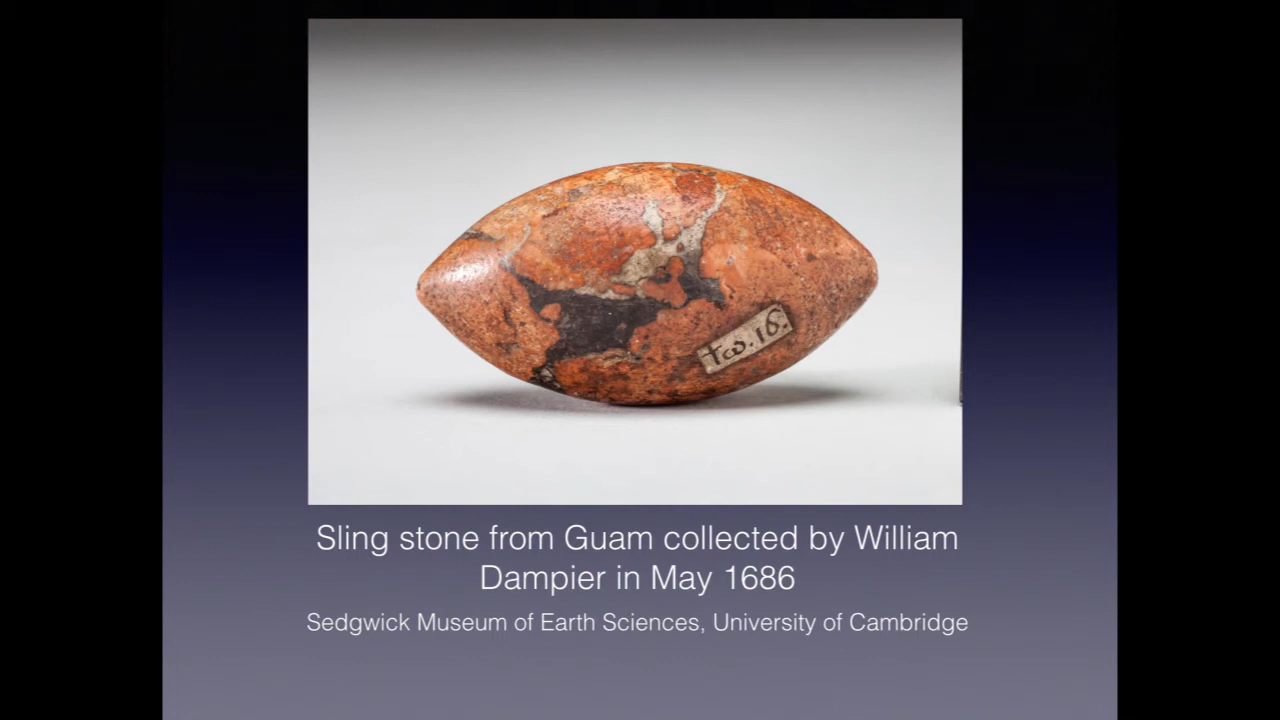 tω.16.
Sling stone from Guam collected by William
Dampier in May 1686
Sedgwick Museum of Earth Sciences, University of Cambridge